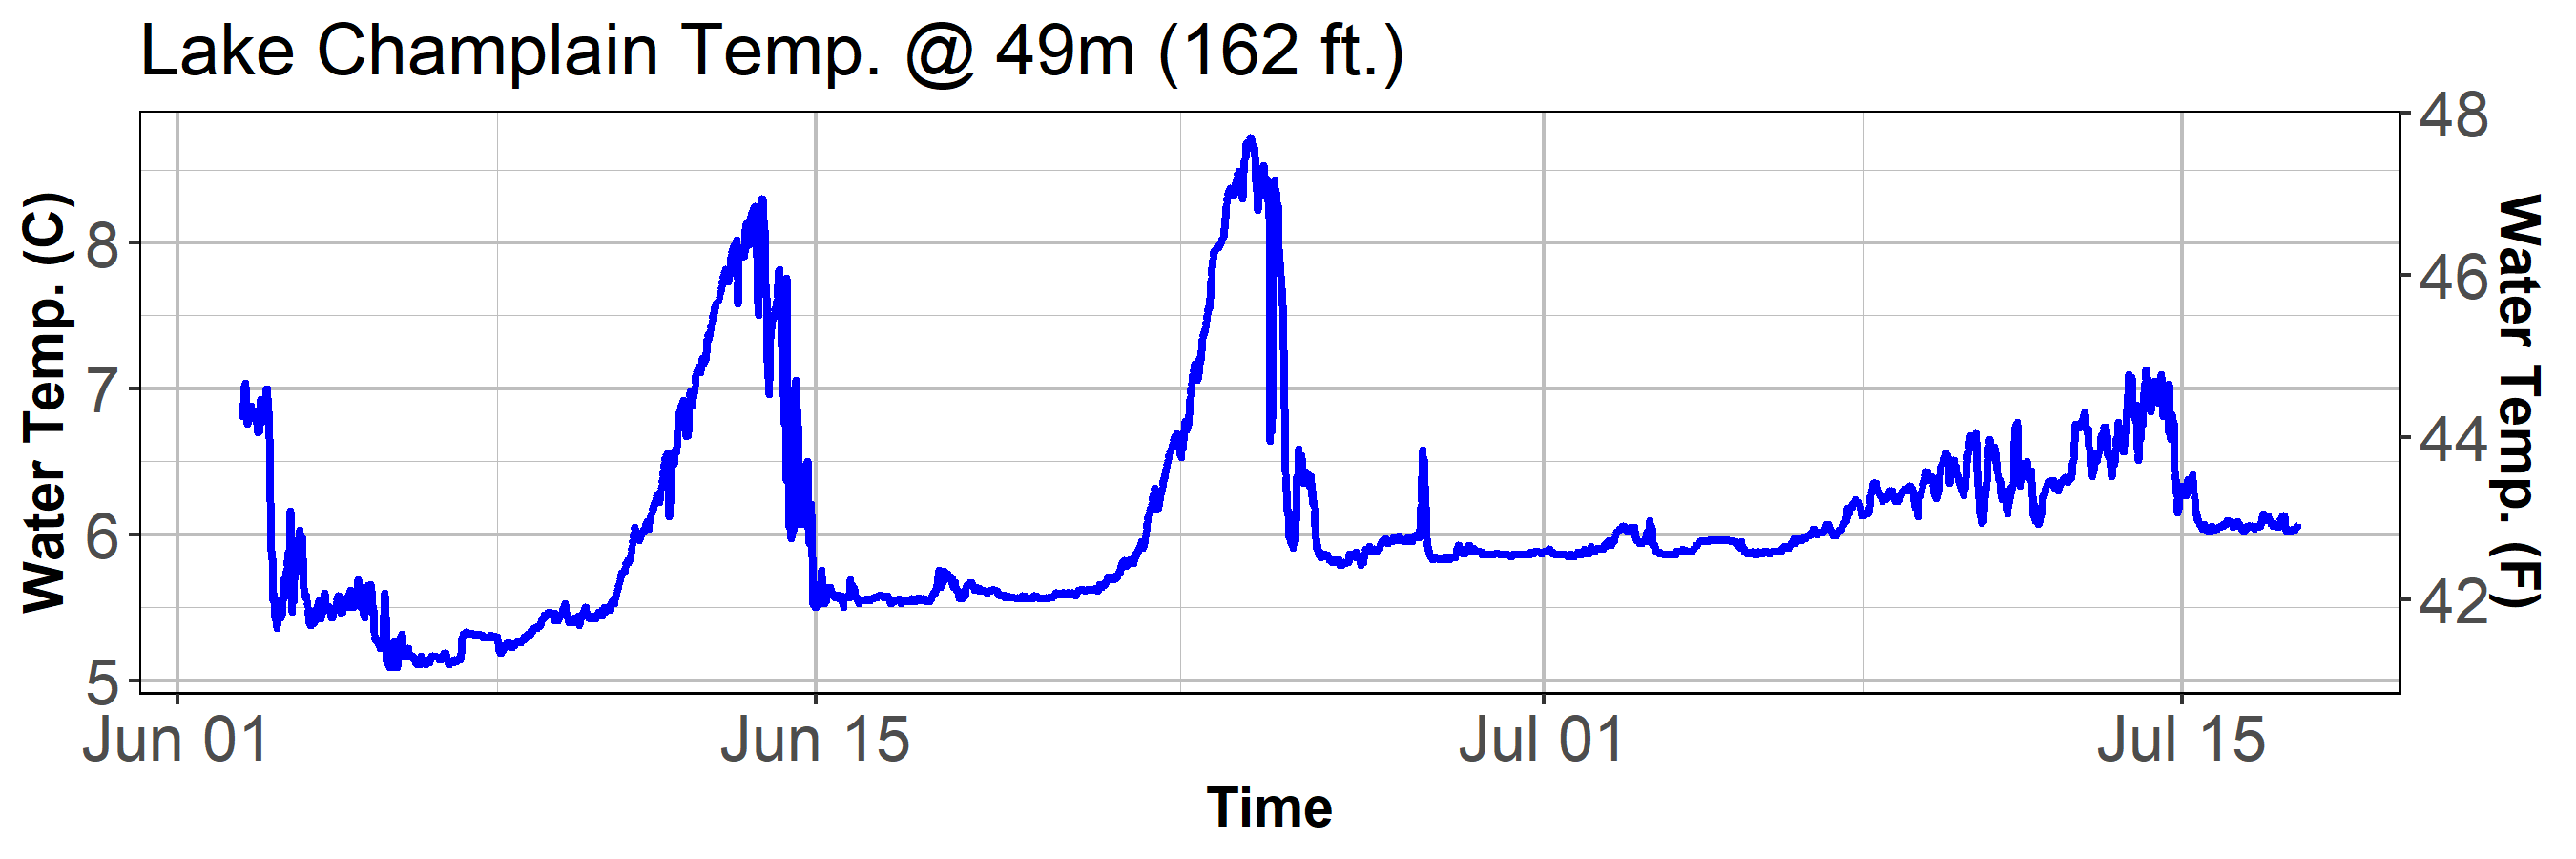 Lake Champlain Temp. @ 49m (162 ft.)
Water Temp. (C)
8
7
6
5
48
46
44
42
Water Temp. (F)
Jun 01
Jun 15
Jul 01
Jul 15
Time